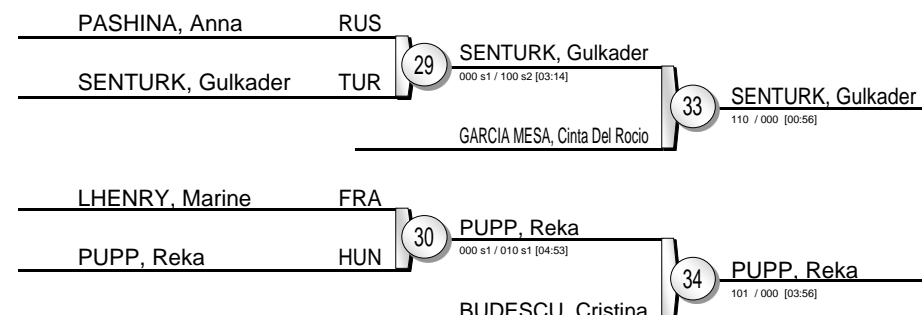 PASHINA, Anna RUS
SENTURK, Gulkader TUR
29
SENTURK, Gulkader
000 s1 / 100 s2 [03:14]
GARCIA MESA, Cinta Del Rocio
33
SENTURK, Gulkader
110 / 000 [00:56]
LHENRY, Marine FRA
PUPP, Reka HUN
30
PUPP, Reka
000 s1 / 010 s1 [04:53]
BUDESCU, Cristina
34
PUPP, Reka
101 / 000 [03:56]